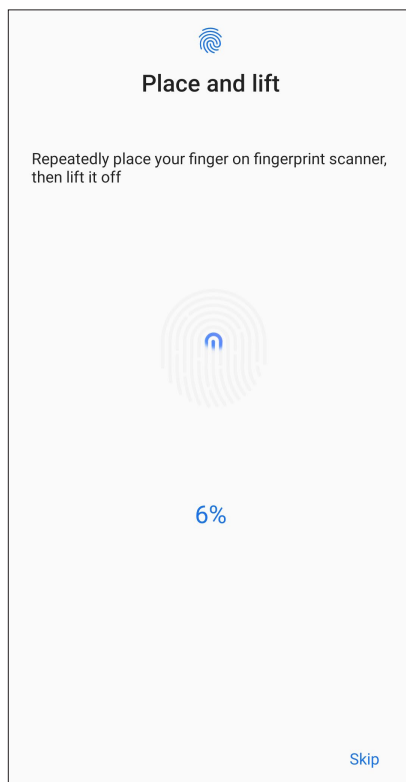 Place and lift
Repeatedly place your finger on fingerprint scanner,
then lift it off
6%
Skip